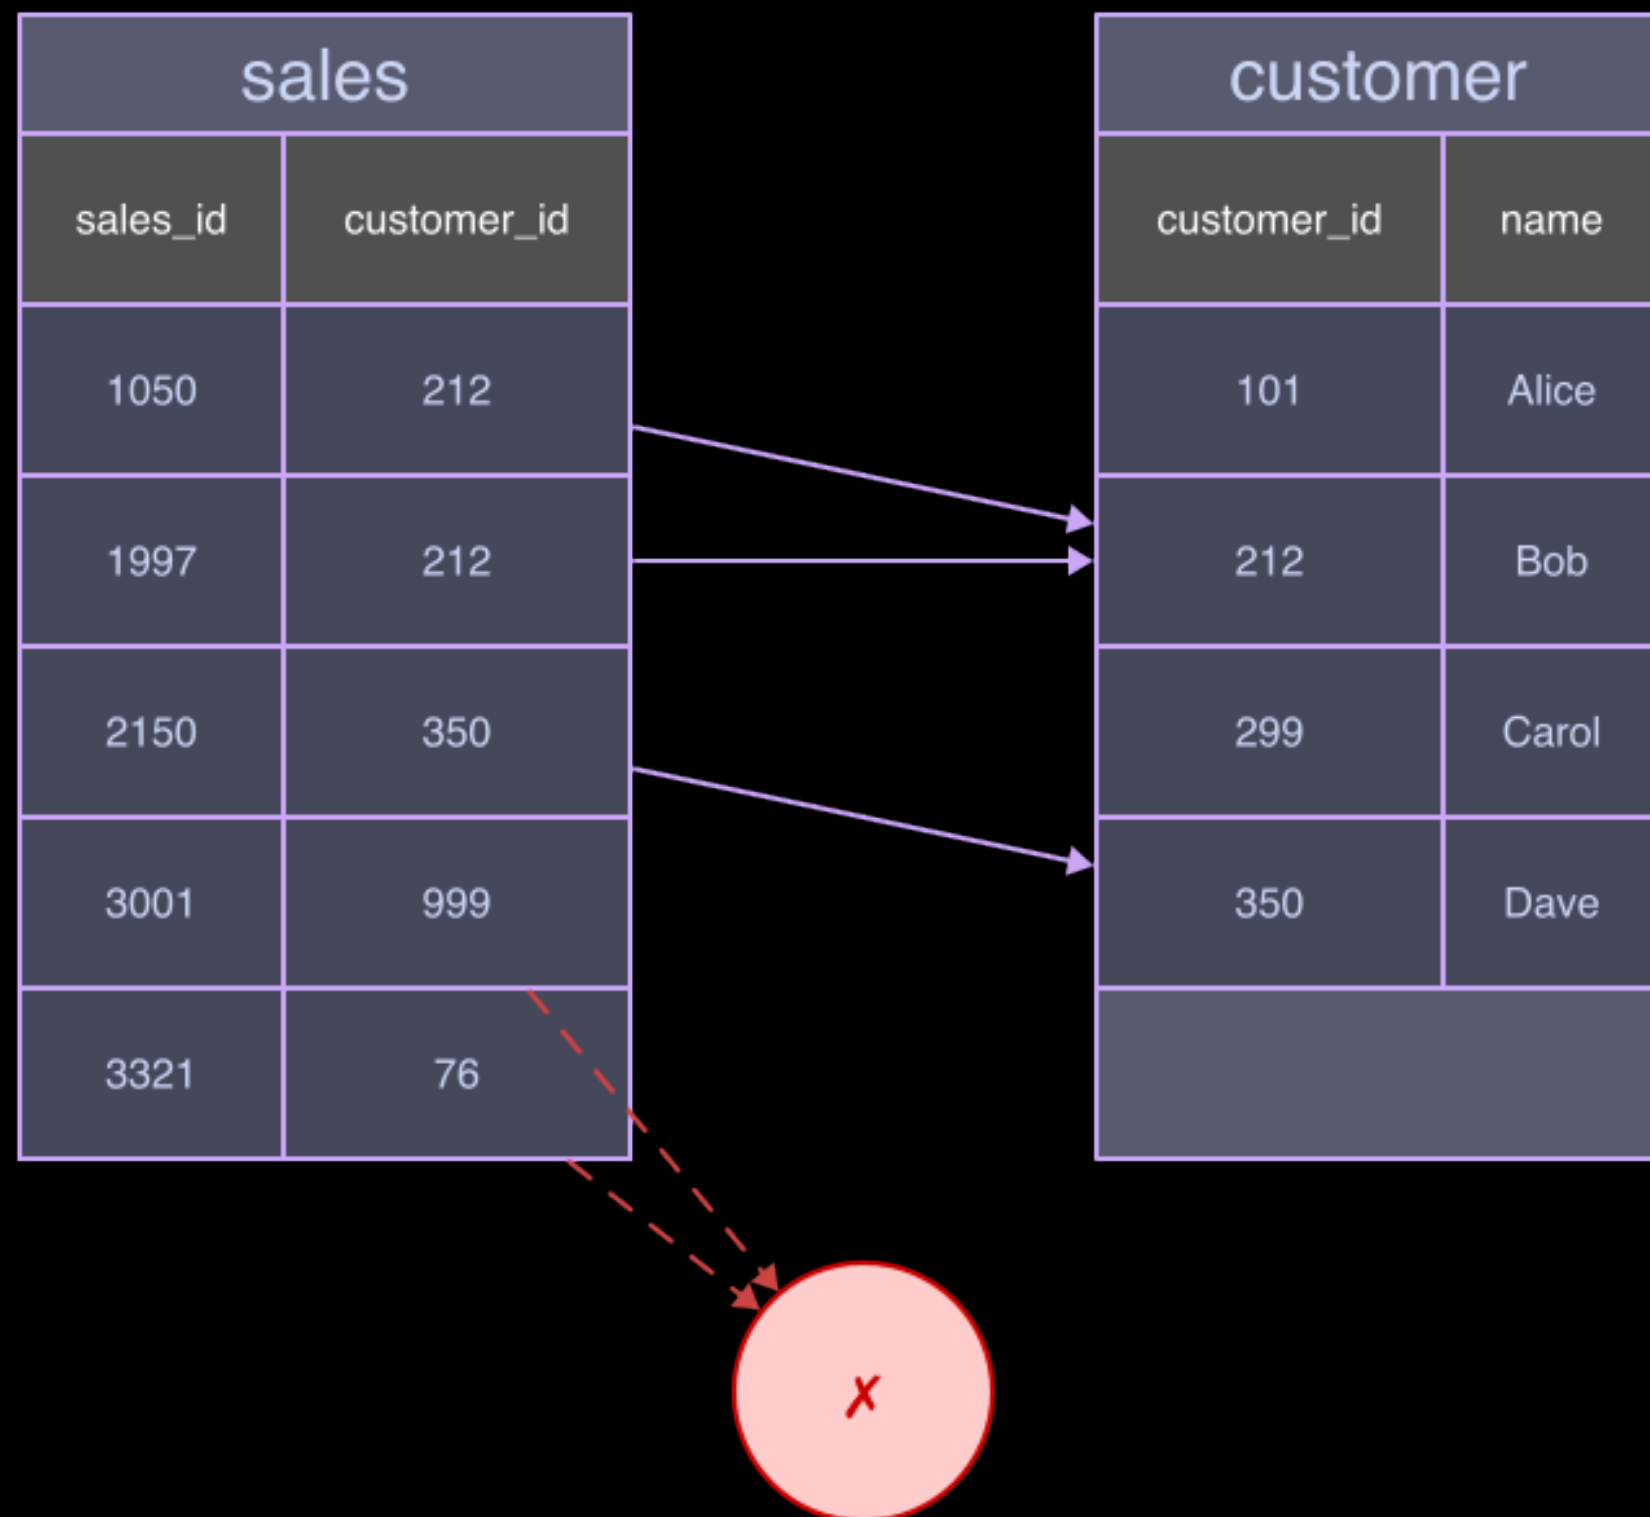 sales
sales_id customer_id
1050 212
1997 212
2150 350
3001 999
3321 76
customer
customer_id name
101 Alice
212 Bob
299 Carol
350 Dave
✗